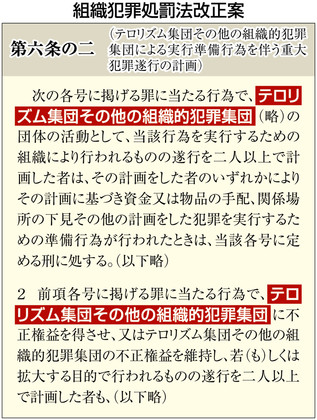 組織犯罪処罰法改正案
第六条の二
（テロリズム集団その他の組織的犯罪
集団による実行準備行為を伴う重大
犯罪遂行の計画）
次の各号に掲げる罪に当たる行為で、テロリ
ズム集団その他の組織的犯罪集団（略）の
団体の活動として、当該行為を実行するための
組織により行われるものの遂行を二人以上で計
画した者は、その計画をした者のいずれかにより
その計画に基づき資金又は物品の手配、関係場
所の下見その他の計画をした犯罪を実行するた
めの準備行為が行われたときは、当該各号に定
める刑に処する。（以下略）
２　前項各号に掲げる罪に当たる行為で、テロ
リズム集団その他の組織的犯罪集団に不
正権益を得させ、又はテロリズム集団その他の組
織的犯罪集団の不正権益を維持し、若（も）しくは
拡大する目的で行われるものの遂行を二人以上
で計画した者も、（以下略）